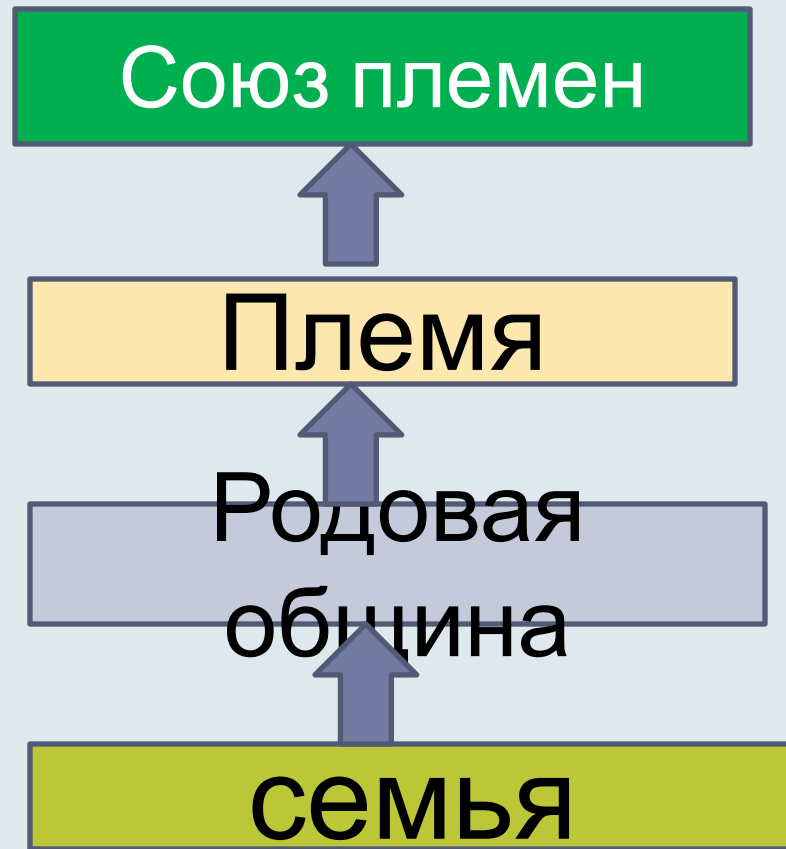 Союз племен
Племя
Родовая
община
семья